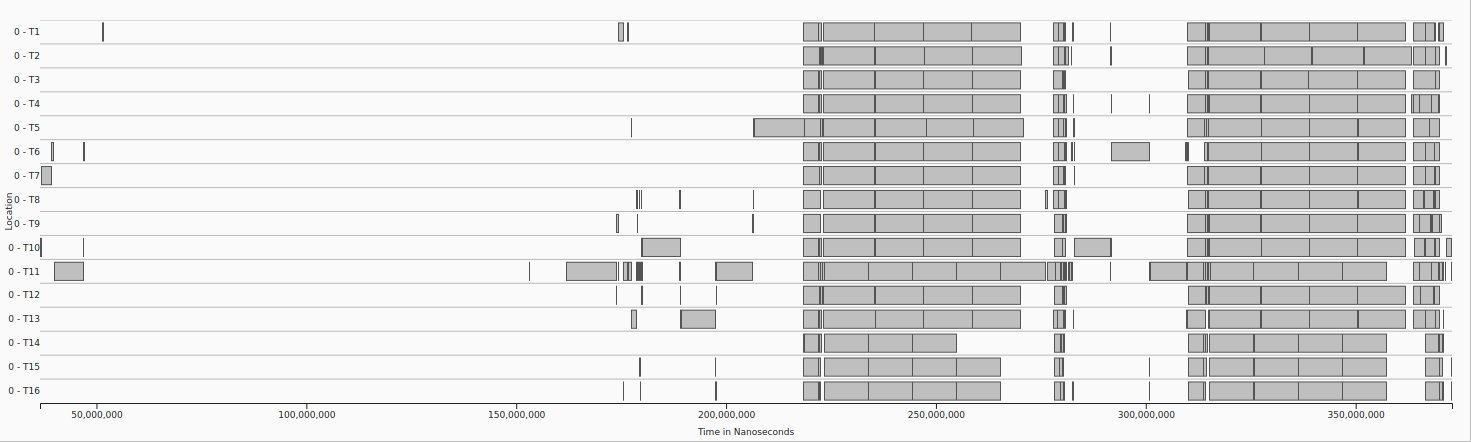 0 - T1
0 - T2
0 - T3
0 - T4
0 - T5
0 - T6
0 - T7
0 - T8
0 - T9
0 - T10
0 - T11
0 - T12
0 - T13
0 - T14
0 - T15
0 - T16
Location
50,000,000 100,000,000 150,000,000 200,000,000 250,000,000 300,000,000 350,000,000
Time in Nanoseconds